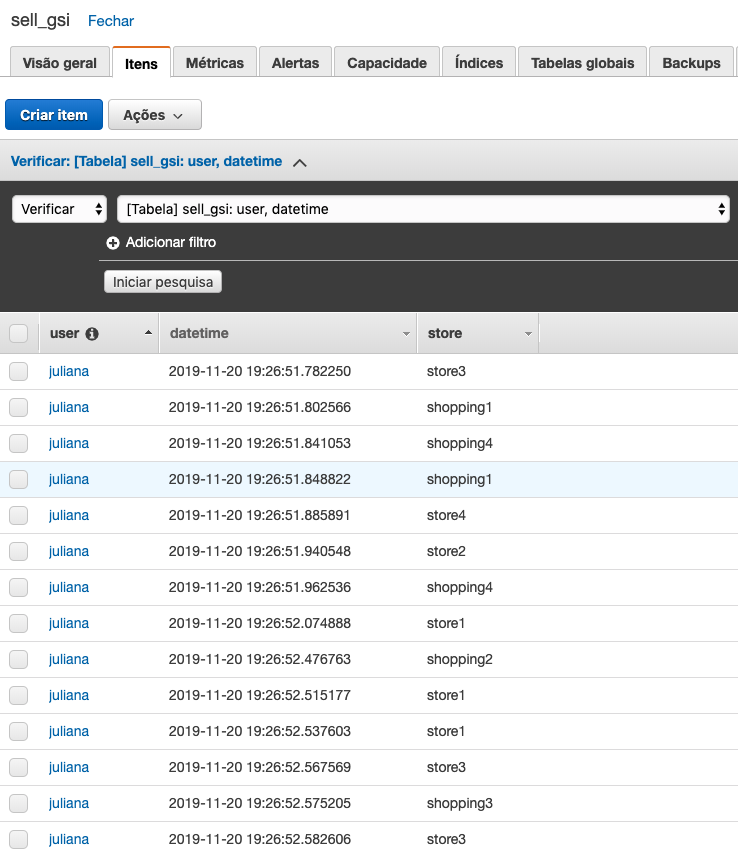 sell_gsi Fechar
Visão geral Itens Métricas Alertas Capacidade Índices Tabelas globais Backups
Criar item Ações
Verificar: [Tabela] sell_gsi: user, datetime
Verificar [Tabela] sell_gsi: user, datetime
Adicionar filtro
Iniciar pesquisa
user datetime store
juliana 2019-11-20 19:26:51.782250 store3
juliana 2019-11-20 19:26:51.802566 shopping1
juliana 2019-11-20 19:26:51.841053 shopping4
juliana 2019-11-20 19:26:51.848822 shopping1
juliana 2019-11-20 19:26:51.885891 store4
juliana 2019-11-20 19:26:51.940548 store2
juliana 2019-11-20 19:26:51.962536 shopping4
juliana 2019-11-20 19:26:52.074888 store1
juliana 2019-11-20 19:26:52.476763 shopping2
juliana 2019-11-20 19:26:52.515177 store1
juliana 2019-11-20 19:26:52.537603 store1
juliana 2019-11-20 19:26:52.567569 store3
juliana 2019-11-20 19:26:52.575205 shopping3
juliana 2019-11-20 19:26:52.582606 store3